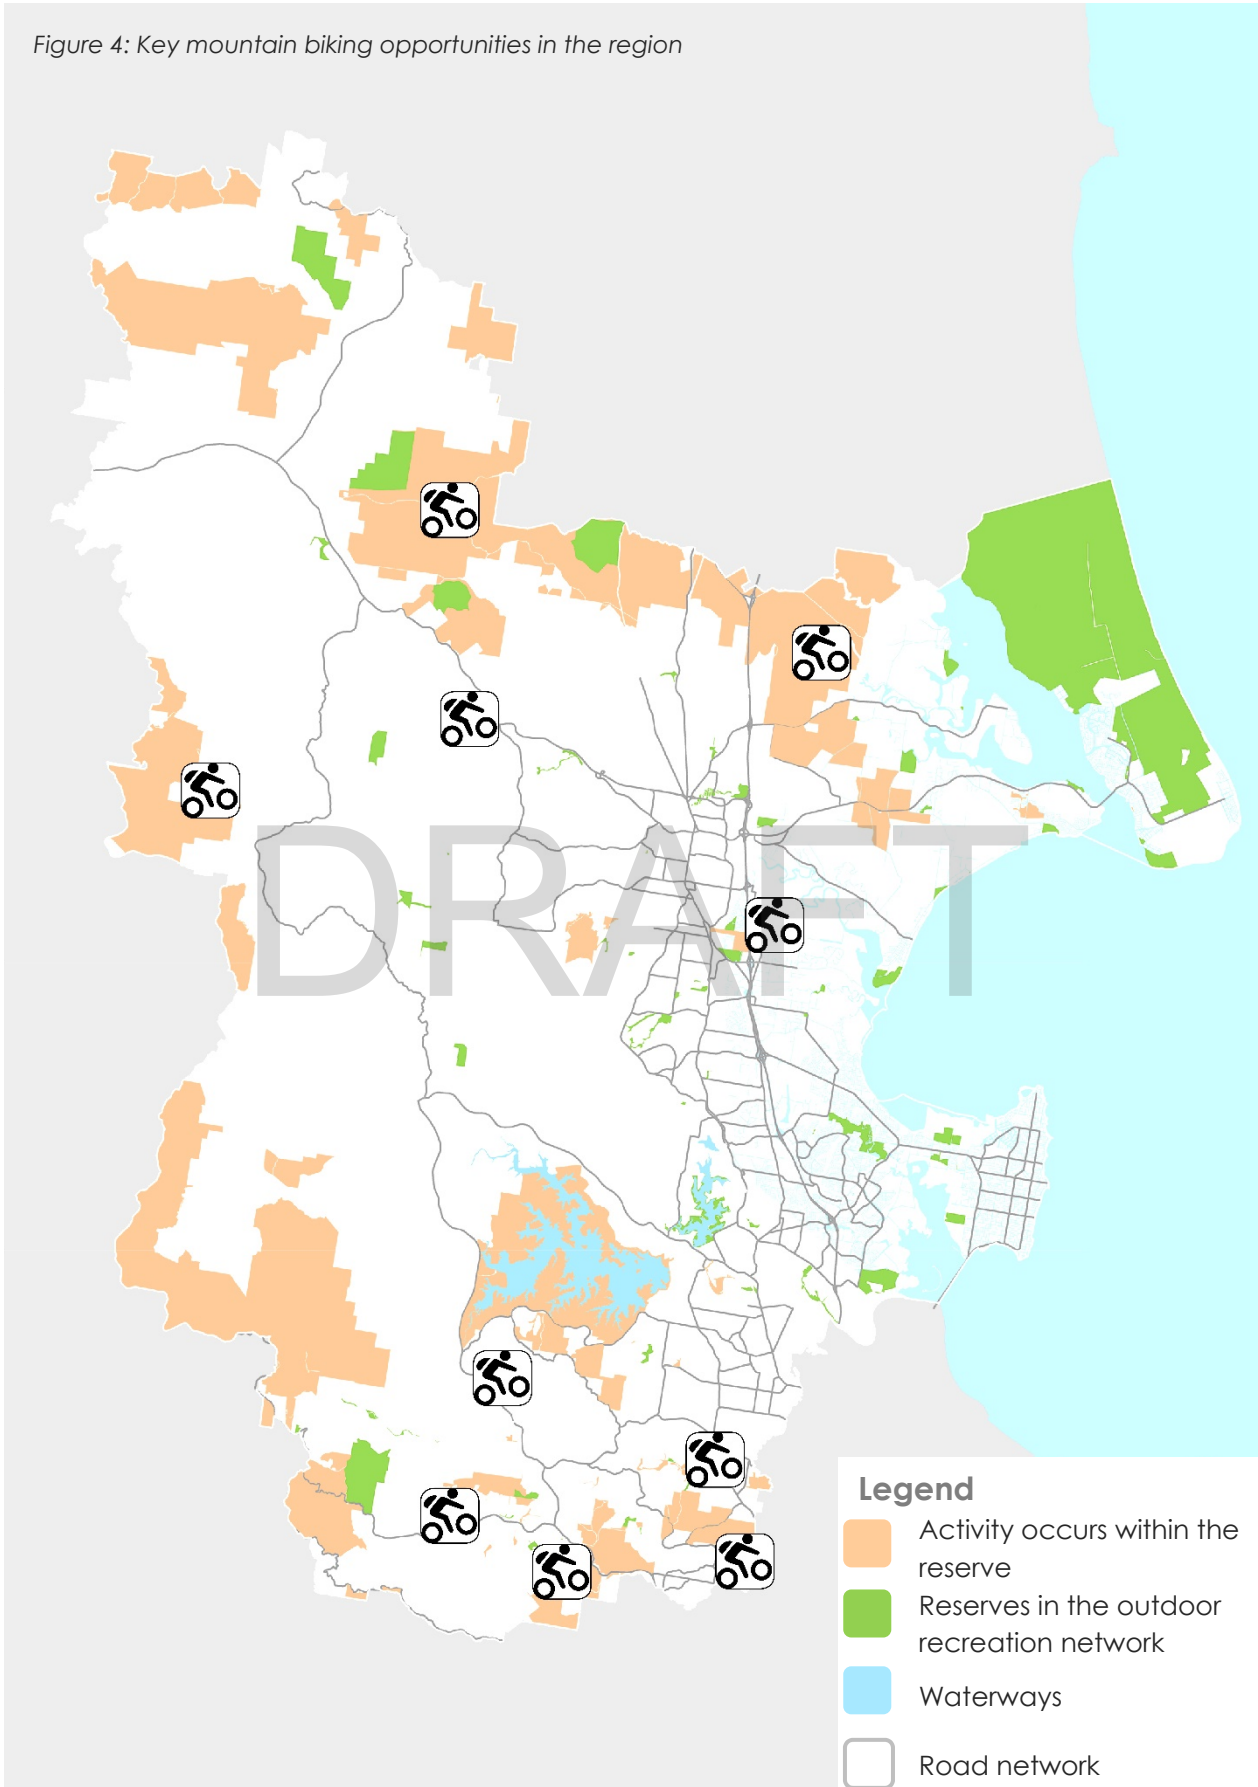 Figure 4: Key mountain biking opportunities in the region
DRAFT
Legend
Activity occurs within the
reserve
Reserves in the outdoor
recreation network
Waterways
Road network